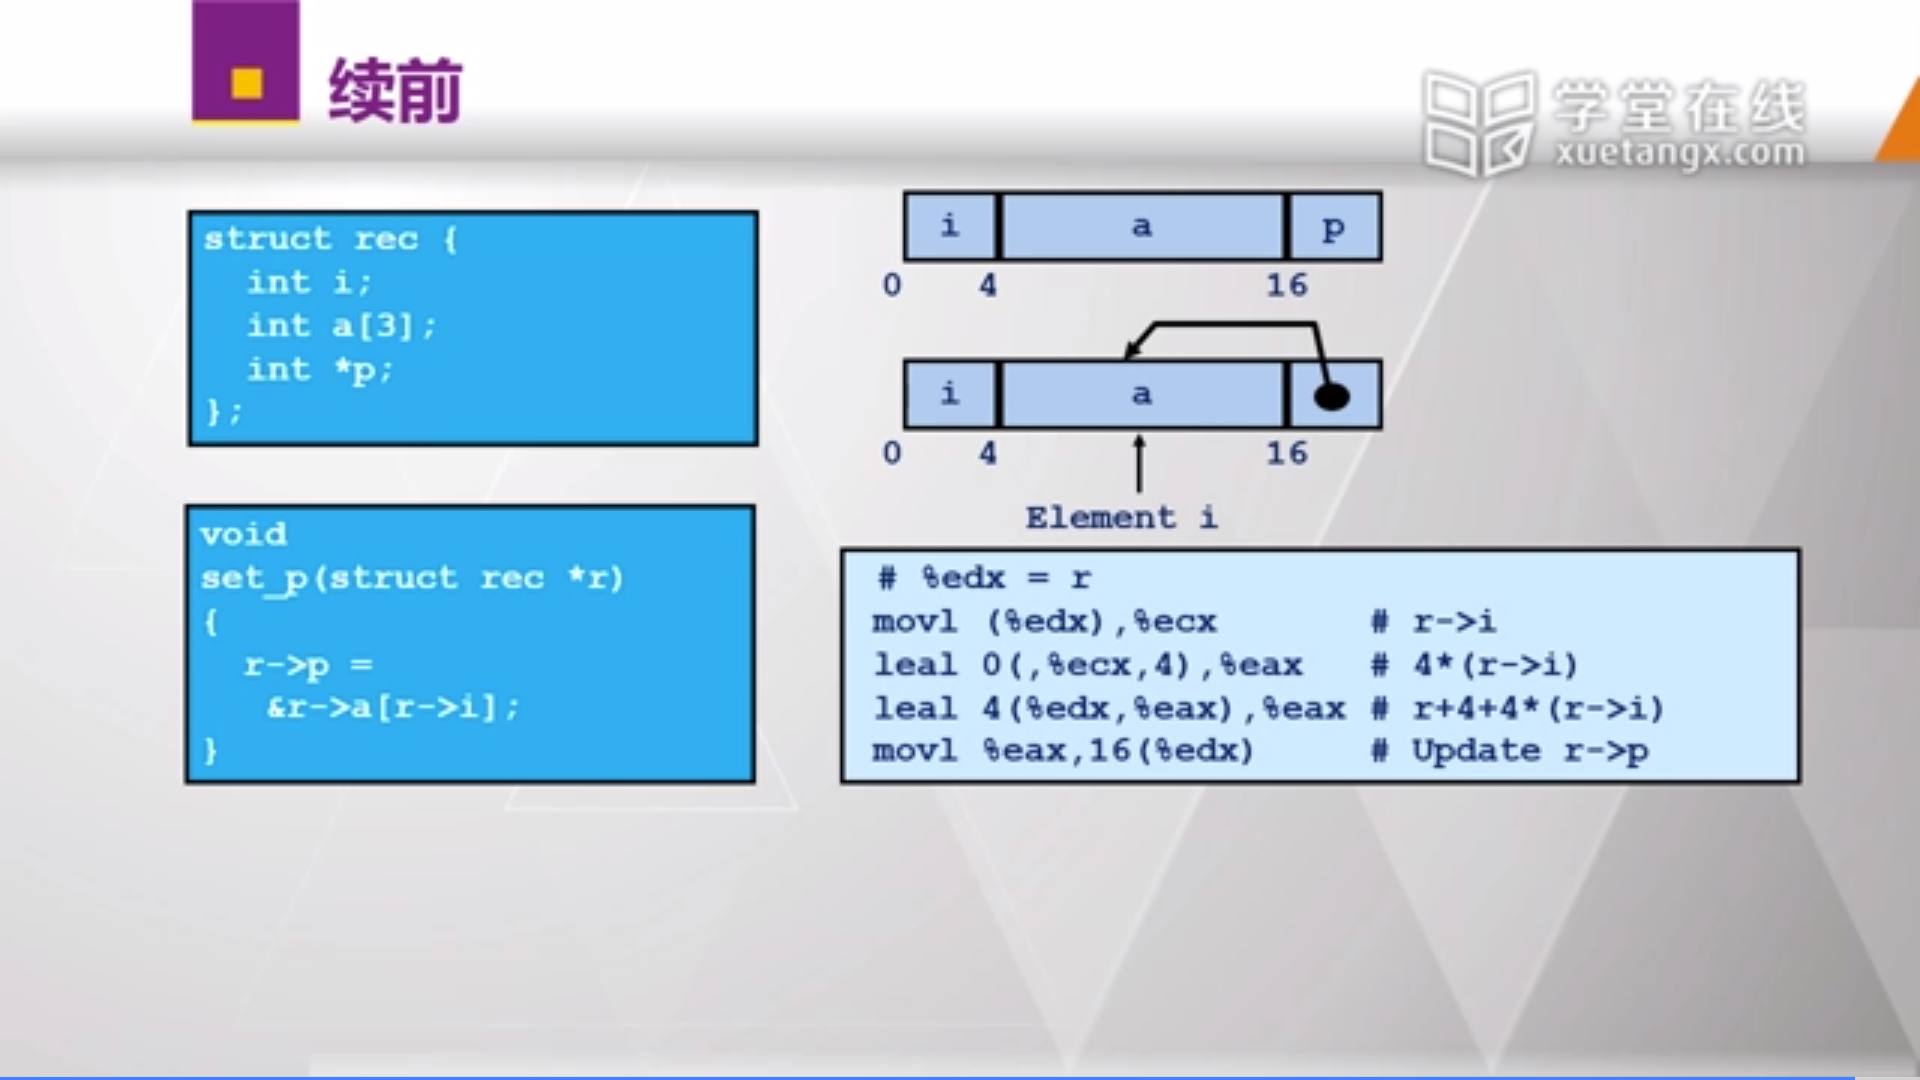 续前
学堂在线
xuetangx.com
struct rec {
int i;
int a[3];
int *p;
};
i a p
0 4 16
i a
0 4 16
Element i
void
set_p(struct rec *r)
{
r->p =
&r->a[r->i];
}
# %edx = r
movl (%edx),%ecx # r->i
leal 0(,%ecx,4),%eax # 4*(r->i)
leal 4(%edx,%eax),%eax # r+4+4*(r->i)
movl %eax,16(%edx) # Update r->p